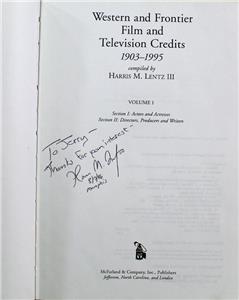 Western and Frontier
Film and
Television Credits
1903–1995
compiled by
HARRIS M. LENTZ III
VOLUME 1
Section I: Actors and Actresses
Section II: Directors, Producers and Writers
To Jerry –
Thanks for your interest –
McFarland & Company, Inc., Publishers
Jefferson, North Carolina, and London